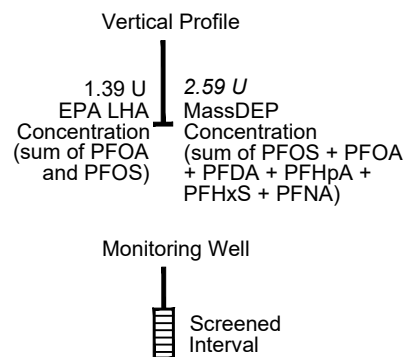 Vertical Profile
1.39 U
EPA LHA
Concentration
(sum of PFOA
and PFOS)
2.59 U
MassDEP
Concentration
(sum of PFOS + PFOA
+ PFDA + PFHpA +
PFHxS + PFNA)
Monitoring Well
Screened
Interval